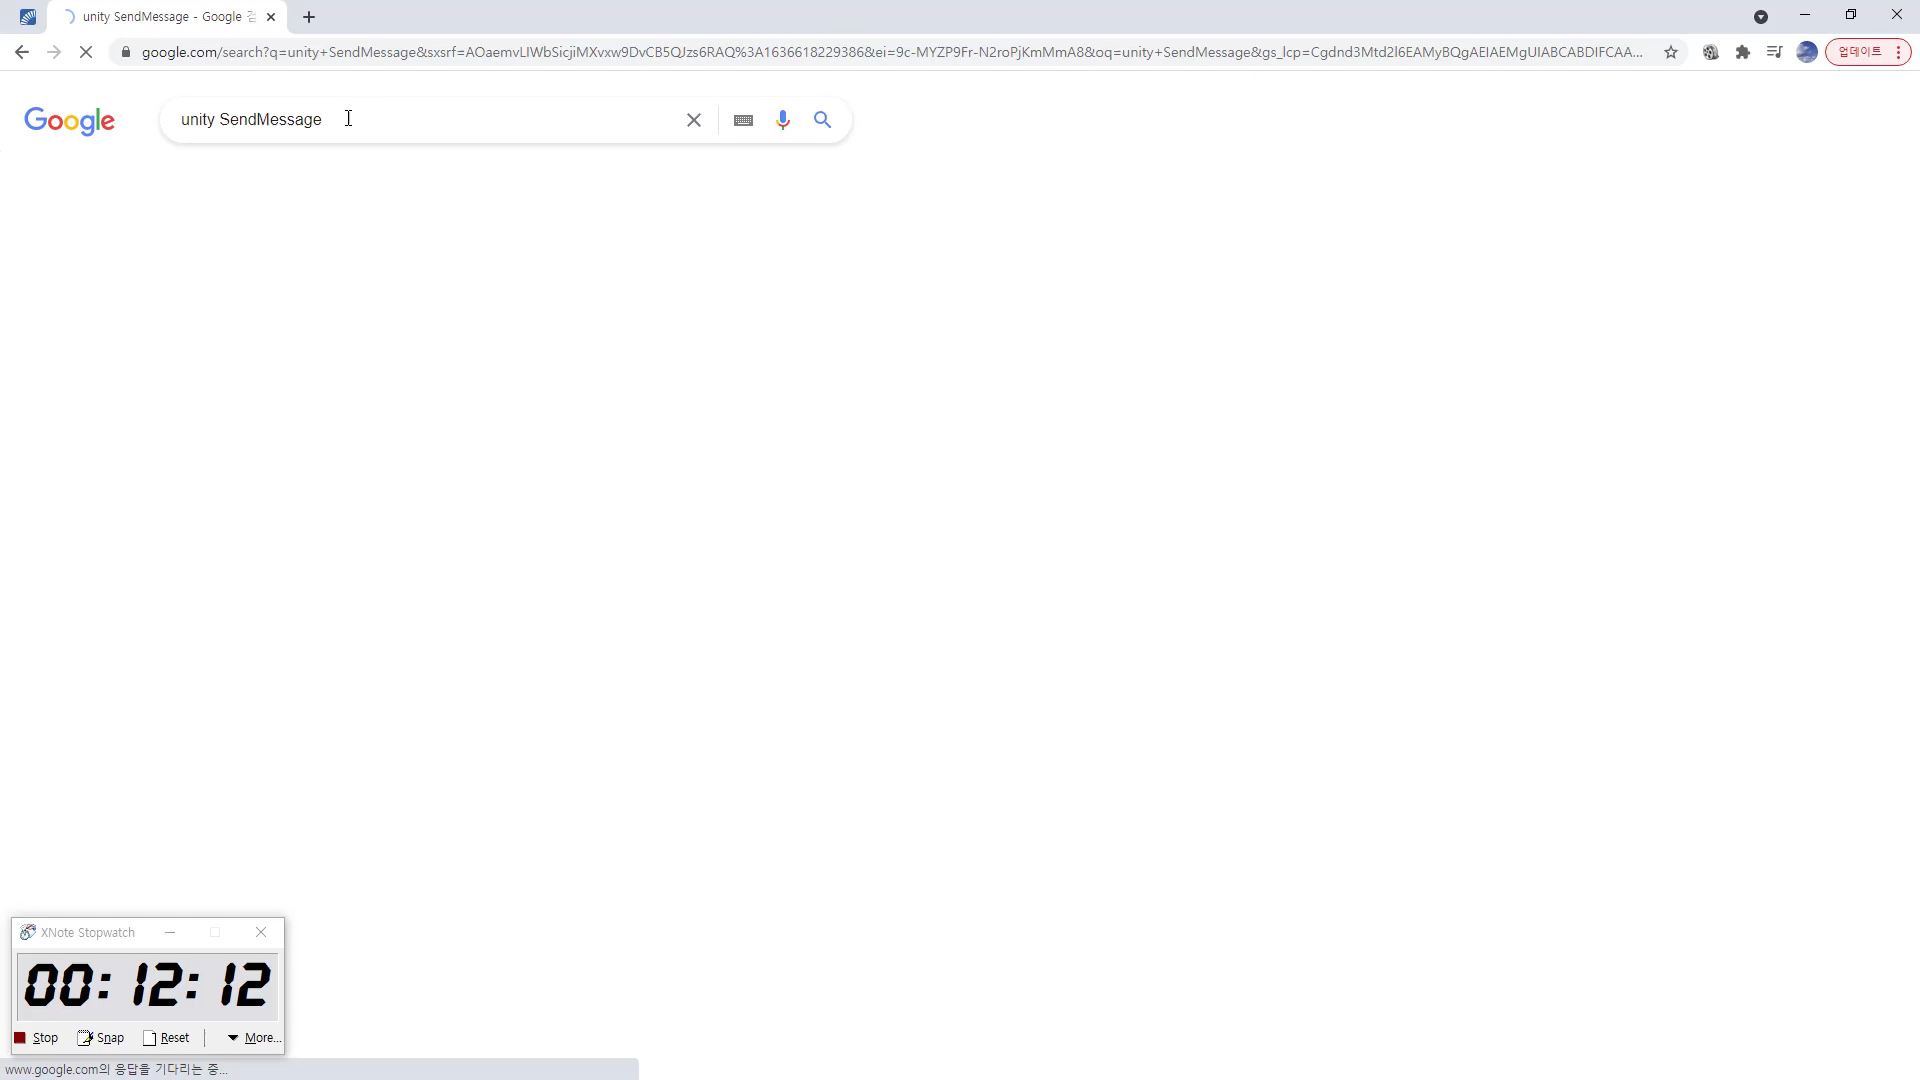 unity SendMessage - Google 검
google.com/search?q=unity+SendMessage&sxsrf=AOaemvLIWbSicjiMXvxw9DvCB5QJzs6RAQ%3A1636618229386&ei=9c-MYZP9Fr-N2roPjKmMmA8&oq=unity+SendMessage&gs_lcp=Cgdnd3Mtd2l6EAMyBQgAEIAEMgUIABCABDIFCAA...
업데이트
Google
unity SendMessage
XNote Stopwatch
00:12:12
Stop Snap Reset More...
www.google.com의 응답을 기다리는 중...